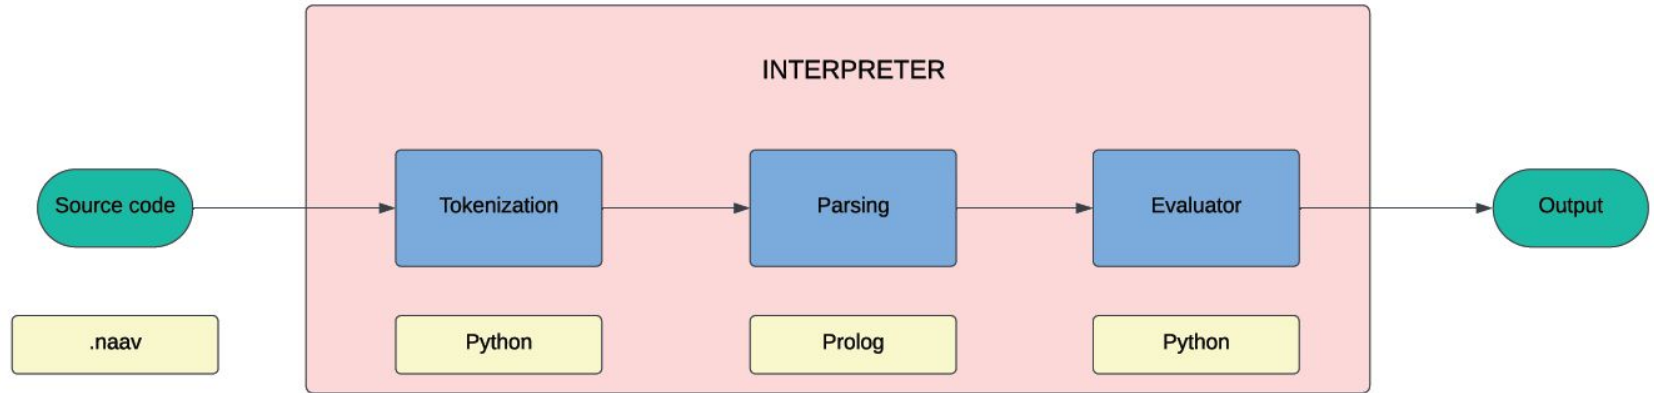 INTERPRETER
Source code
Tokenization
Parsing
Evaluator
Output
.naav
Python
Prolog
Python